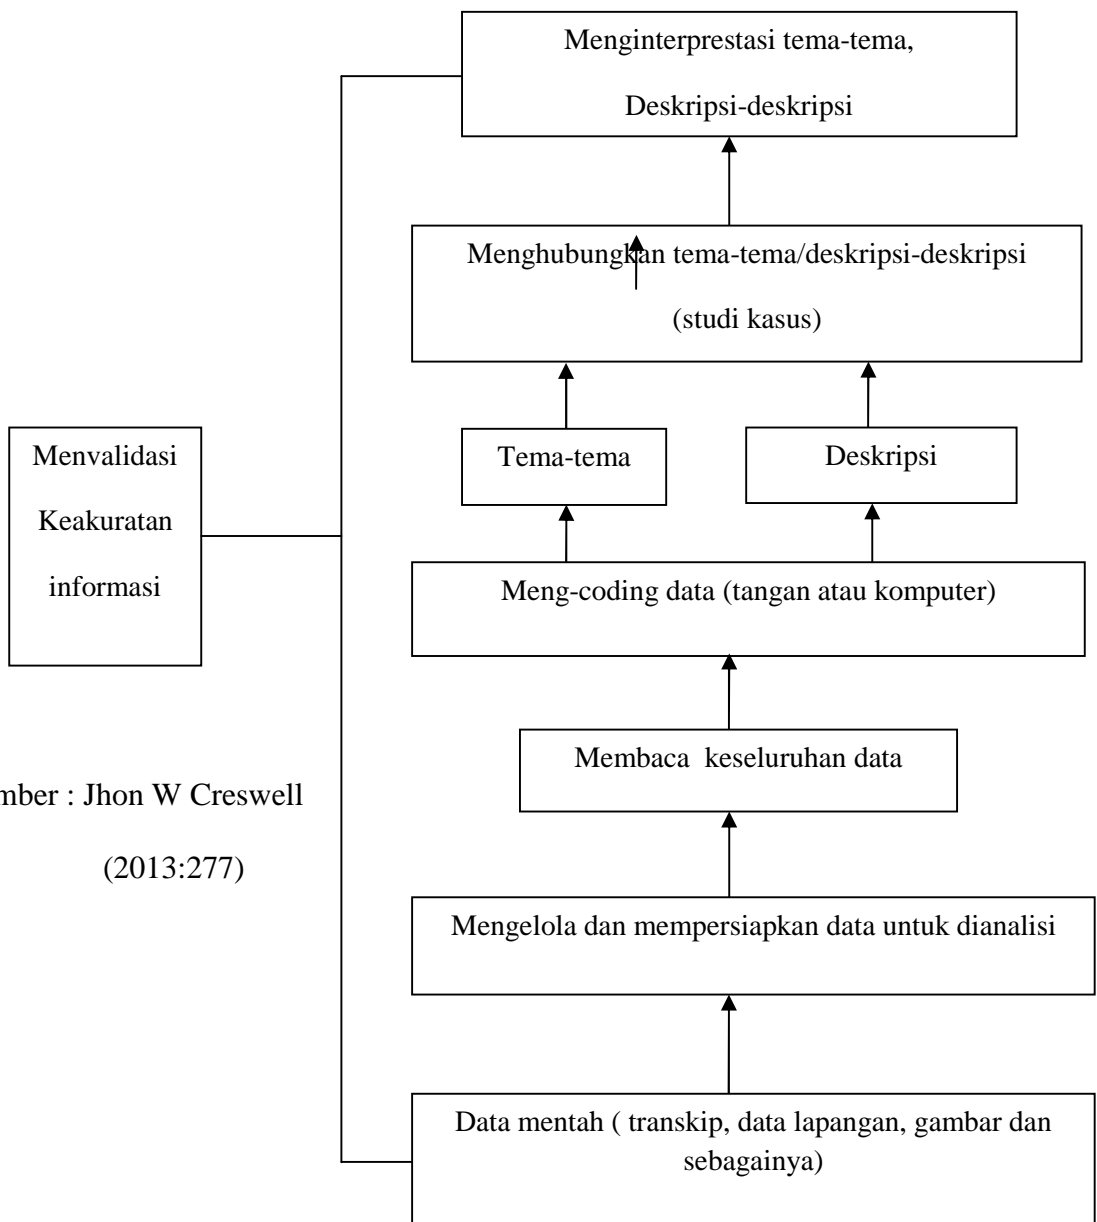 Menginterprestasi tema-tema,
Deskripsi-deskripsi
Menghubungkan tema-tema/deskripsi-deskripsi
(studi kasus)
Tema-tema
Deskripsi
Menvalidasi
Keakuratan
informasi
Meng-coding data (tangan atau komputer)
Membaca keseluruhan data
mber : Jhon W Creswell
(2013:277)
Mengelola dan mempersiapkan data untuk dianalisi
Data mentah ( transkip, data lapangan, gambar dan
sebagainya)